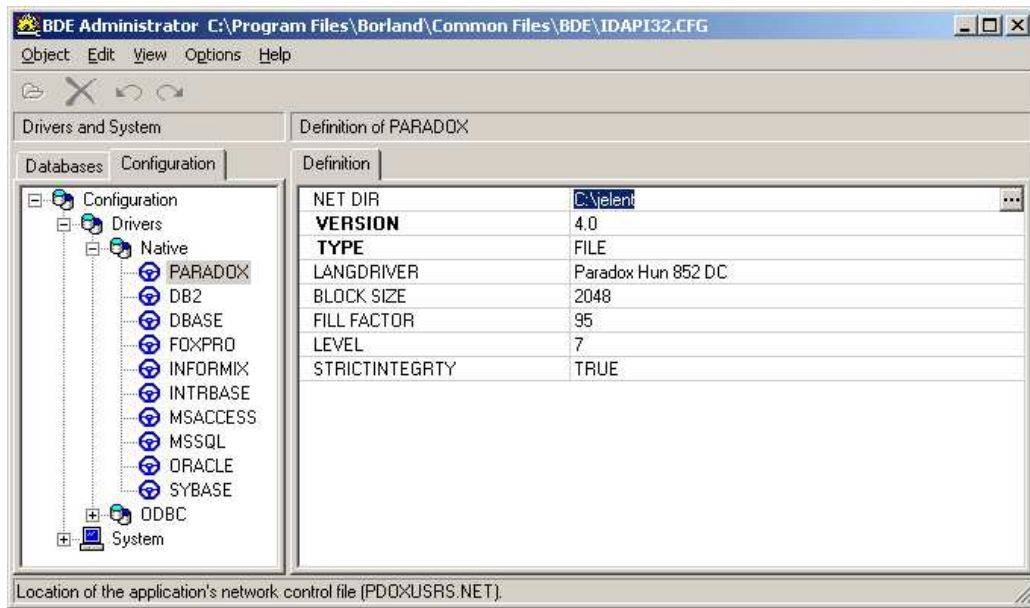 BDE Administrator C:\Program Files\Borland\Common Files\BDE\IDAPI32.CFG
Object Edit View Options Help
Drivers and System
Definition of PARADOX
Databases Configuration
Definition
Configuration
Drivers
Native
PARADOX
DB2
DBASE
FOXPRO
INFORMIX
INTRBASE
MSACCESS
MSSQL
ORACLE
SYBASE
ODBC
System
NET DIR C:\jelent ...
VERSION 4.0
TYPE FILE
LANGDRIVER Paradox Hun 852 DC
BLOCK SIZE 2048
FILL FACTOR 95
LEVEL 7
STRICTINTEGRTY TRUE
Location of the application's network control file (PDOXUSRS.NET).